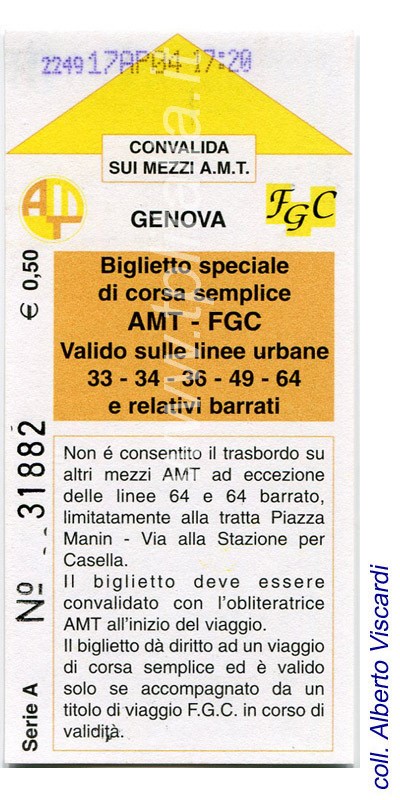 2249 17AP04 17:20
CONVALIDA
SUI MEZZI A.M.T.
AMT
GENOVA
FGC
€ 0,50
Biglietto speciale
di corsa semplice
AMT - FGC
Valido sulle linee urbane
33 - 34 - 36 - 49 - 64
e relativi barrati
Non é consentito il trasbordo su
altri mezzi AMT ad eccezione
delle linee 64 e 64 barrato,
limitatamente alla tratta Piazza
Manin - Via alla Stazione per
Casella.
Il biglietto deve essere
convalidato con l'obliteratrice
AMT all'inizio del viaggio.
Il biglietto dà diritto ad un viaggio
di corsa semplice ed è valido
solo se accompagnato da un
titolo di viaggio F.G.C. in corso di
validità.
Serie A Nº 31882
www.tplitalia.it
coll. Alberto Viscardi